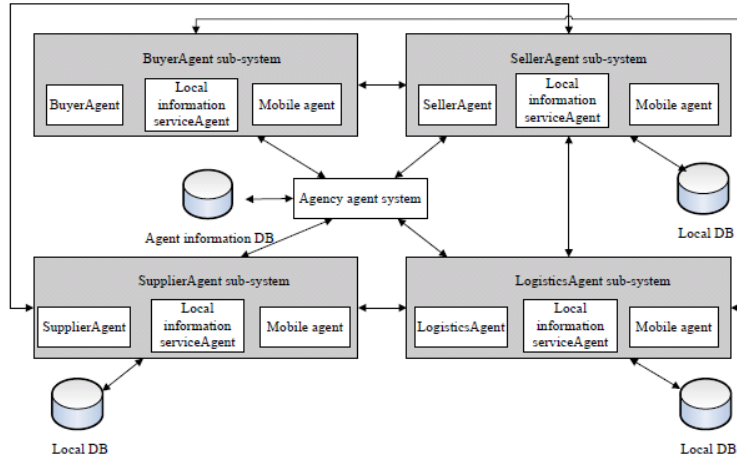 BuyerAgent sub-system
BuyerAgent
Local
information
serviceAgent
Mobile agent
SellerAgent sub-system
SellerAgent
Local
information
serviceAgent
Mobile agent
Agency agent system
Agent information DB
Local DB
SupplierAgent sub-system
SupplierAgent
Local
information
serviceAgent
Mobile agent
LogisticsAgent sub-system
LogisticsAgent
Local
information
serviceAgent
Mobile agent
Local DB
Local DB